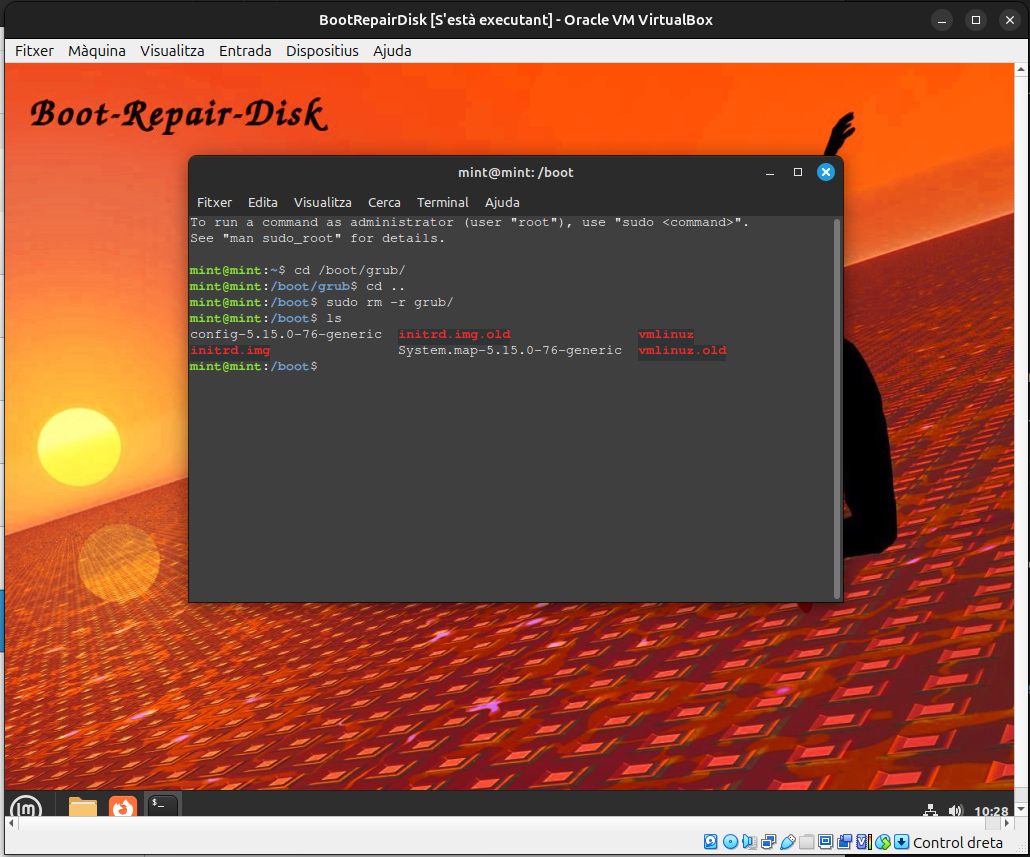 BootRepairDisk [S'està executant] - Oracle VM VirtualBox
Fitxer Màquina Visualitza Entrada Dispositius Ajuda
Boot-Repair-Disk
mint@mint: /boot
Fitxer Edita Visualitza Cerca Terminal Ajuda
To run a command as administrator (user "root"), use "sudo <command>".
See "man sudo_root" for details.
mint@mint:~$ cd /boot/grub/
mint@mint:/boot/grub$ cd ..
mint@mint:/boot$ sudo rm -r grub/
mint@mint:/boot$ ls
config-5.15.0-76-generic initrd.img.old vmlinuz
initrd.img System.map-5.15.0-76-generic vmlinuz.old
mint@mint:/boot$
10:28
Control dreta